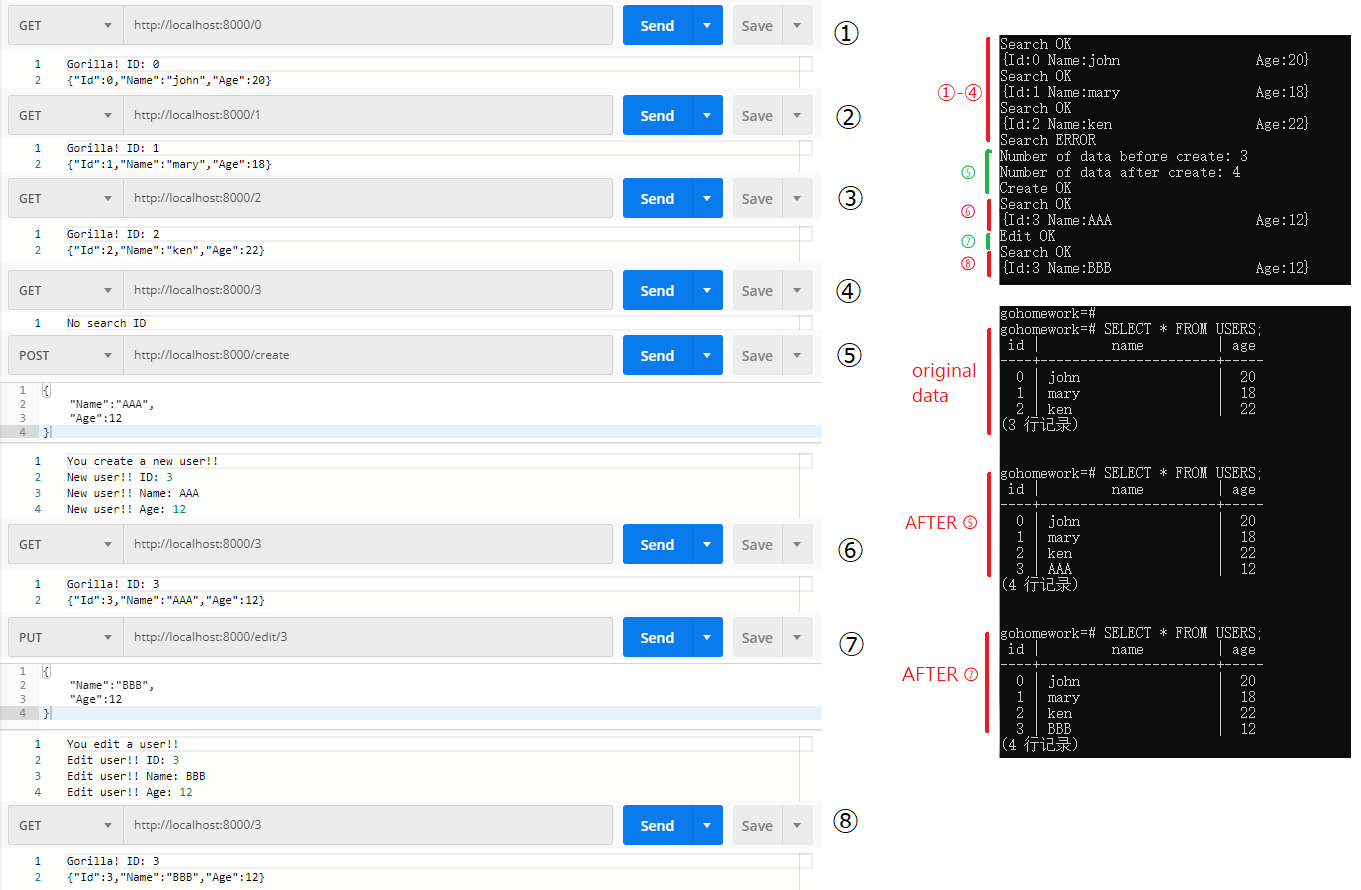 GET http://localhost:8000/0 Send Save ①
1 Gorilla! ID: 0
2 {"Id":0,"Name":"john","Age":20}
GET http://localhost:8000/1 Send Save ②
1 Gorilla! ID: 1
2 {"Id":1,"Name":"mary","Age":18}
GET http://localhost:8000/2 Send Save ③
1 Gorilla! ID: 2
2 {"Id":2,"Name":"ken","Age":22}
GET http://localhost:8000/3 Send Save ④
1 No search ID
POST http://localhost:8000/create Send Save ⑤
1 {
2 "Name":"AAA",
3 "Age":12
4 }
1 You create a new user!!
2 New user!! ID: 3
3 New user!! Name: AAA
4 New user!! Age: 12
GET http://localhost:8000/3 Send Save ⑥
1 Gorilla! ID: 3
2 {"Id":3,"Name":"AAA","Age":12}
PUT http://localhost:8000/edit/3 Send Save ⑦
1 {
2 "Name":"BBB",
3 "Age":12
4 }
1 You edit a user!!
2 Edit user!! ID: 3
3 Edit user!! Name: BBB
4 Edit user!! Age: 12
GET http://localhost:8000/3 Send Save ⑧
1 Gorilla! ID: 3
2 {"Id":3,"Name":"BBB","Age":12}
①-④
Search OK
{Id:0 Name:john Age:20}
Search OK
{Id:1 Name:mary Age:18}
Search OK
{Id:2 Name:ken Age:22}
Search ERROR
⑤
Number of data before create: 3
Number of data after create: 4
Create OK
⑥
Search OK
{Id:3 Name:AAA Age:12}
⑦
Edit OK
⑧
Search OK
{Id:3 Name:BBB Age:12}
gohomework=#
gohomework=# SELECT * FROM USERS;
id | name | age
----+----------------------+-----
0 | john | 20
1 | mary | 18
2 | ken | 22
(3 行记录)
original
data
gohomework=# SELECT * FROM USERS;
id | name | age
----+----------------------+-----
0 | john | 20
1 | mary | 18
2 | ken | 22
3 | AAA | 12
(4 行记录)
AFTER ⑤
gohomework=# SELECT * FROM USERS;
id | name | age
----+----------------------+-----
0 | john | 20
1 | mary | 18
2 | ken | 22
3 | BBB | 12
(4 行记录)
AFTER ⑦